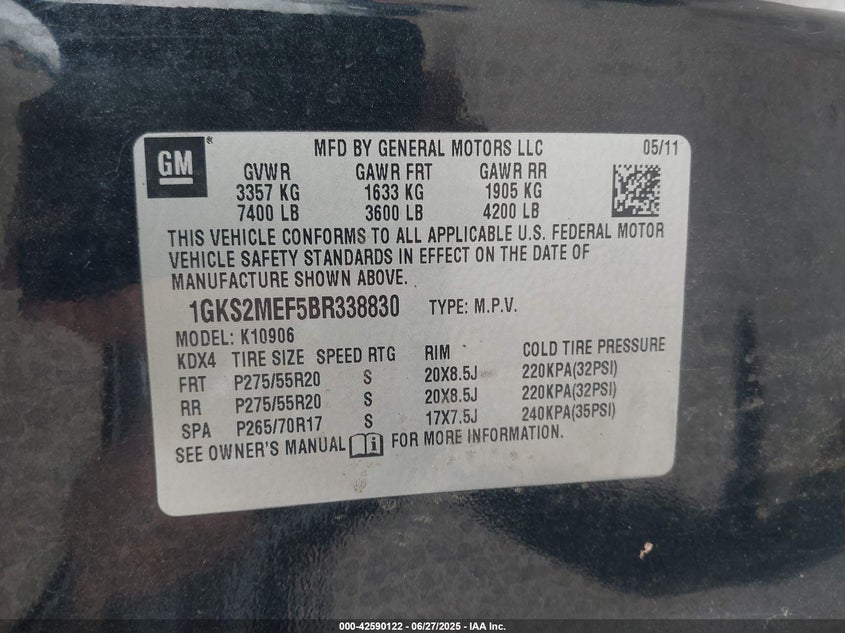 GM
MFD BY GENERAL MOTORS LLC 05/11
GVWR GAWR FRT GAWR RR
3357 KG 1633 KG 1905 KG
7400 LB 3600 LB 4200 LB
THIS VEHICLE CONFORMS TO ALL APPLICABLE U.S. FEDERAL MOTOR
VEHICLE SAFETY STANDARDS IN EFFECT ON THE DATE OF
MANUFACTURE SHOWN ABOVE.
1GKS2MEF5BR338830 TYPE: M.P.V.
MODEL: K10906
KDX4 TIRE SIZE SPEED RTG RIM COLD TIRE PRESSURE
FRT P275/55R20 S 20X8.5J 220KPA(32PSI)
RR P275/55R20 S 20X8.5J 220KPA(32PSI)
SPA P265/70R17 S 17X7.5J 240KPA(35PSI)
SEE OWNER'S MANUAL i FOR MORE INFORMATION.
000-42590122 - 06/27/2025 - IAA Inc.